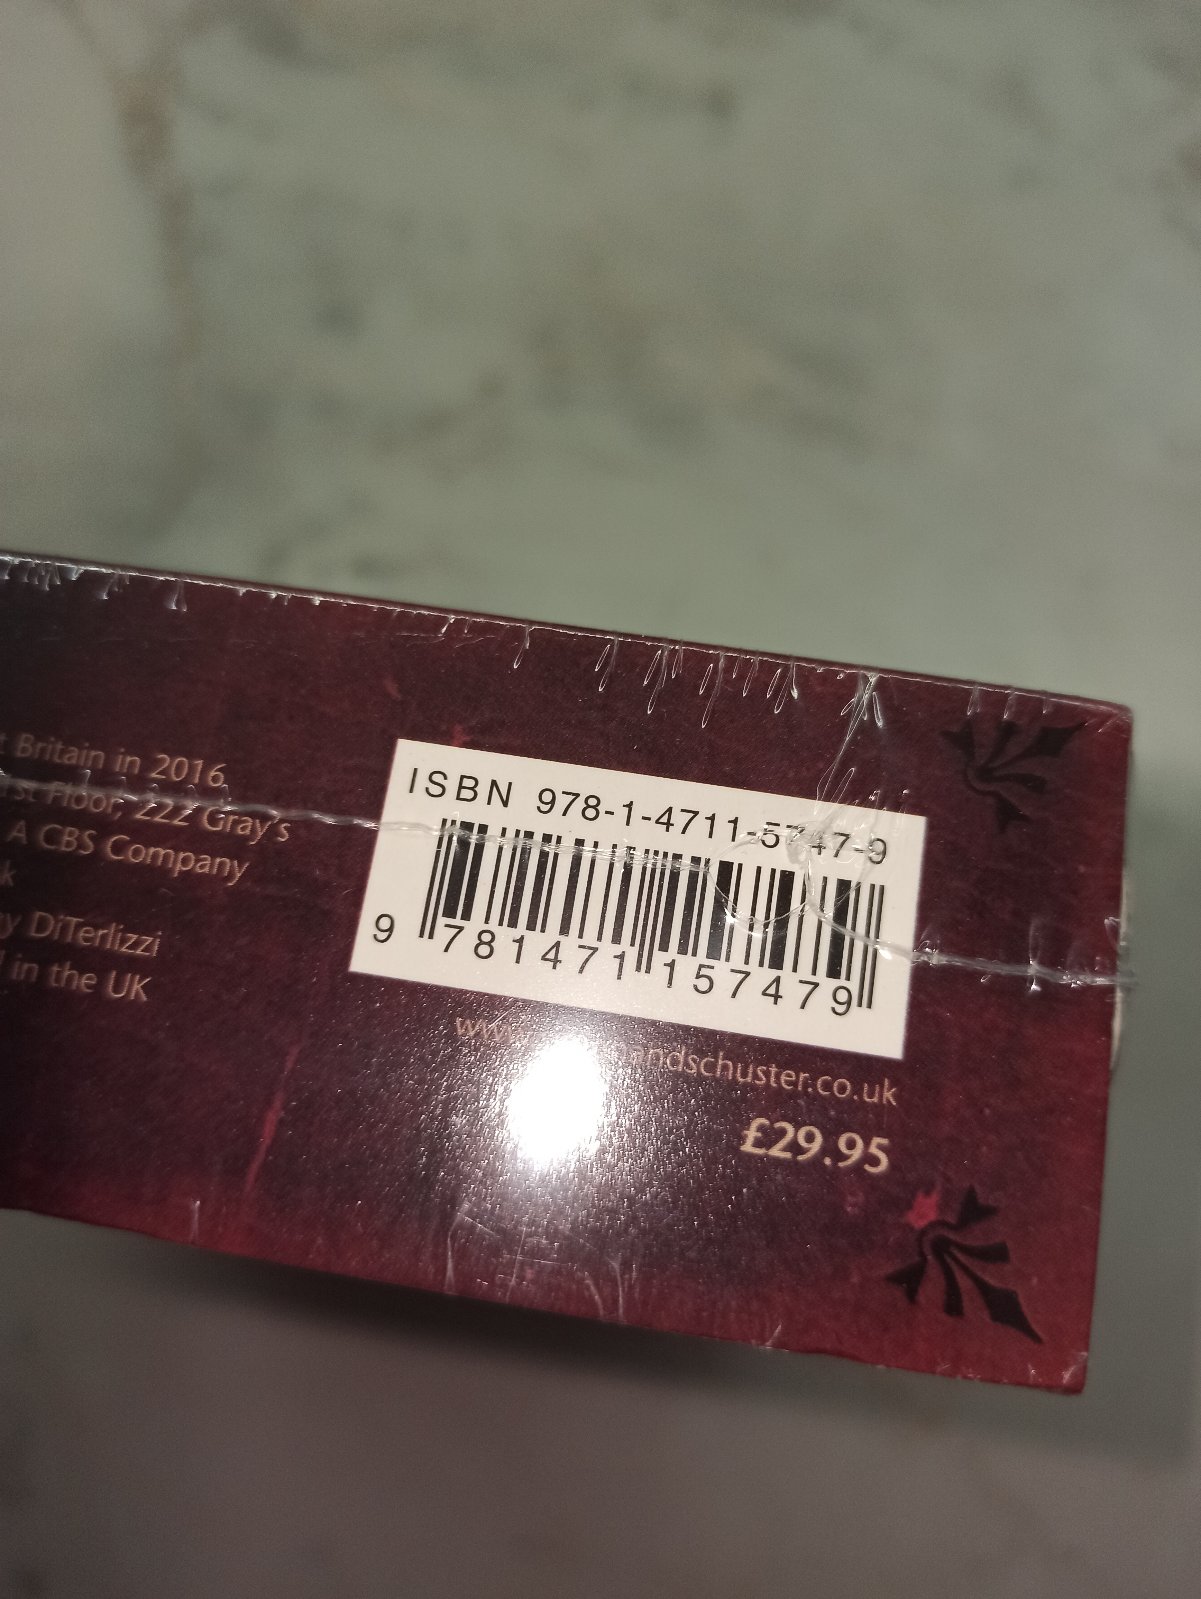 t Britain in 2016,
rst Floor, 222 Gray's
A CBS Company
k
y DiTerlizzi
in the UK
ISBN 978-1-4711-5747-9
9 781471 157479
andschuster.co.uk
£29.95